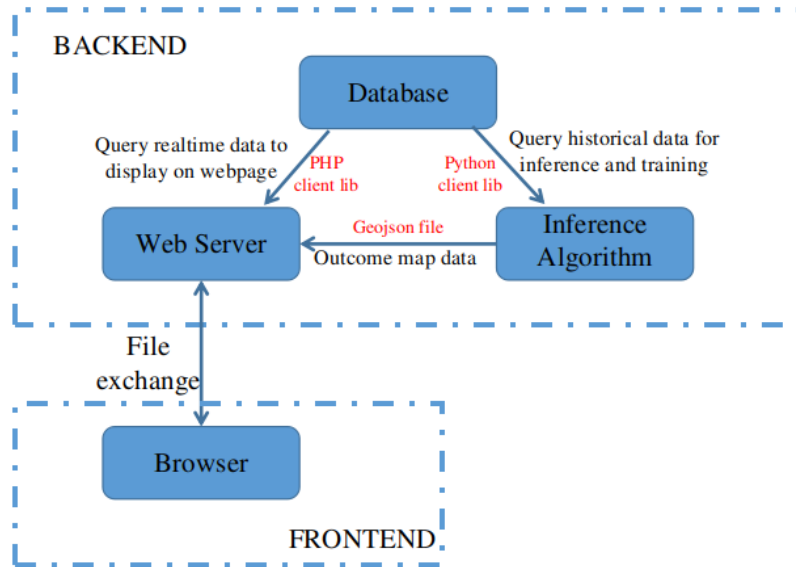 BACKEND
Database
Query realtime data to
display on webpage
PHP
client lib
Python
client lib
Query historical data for
inference and training
Web Server
Geojson file
Outcome map data
Inference
Algorithm
File
exchange
Browser
FRONTEND